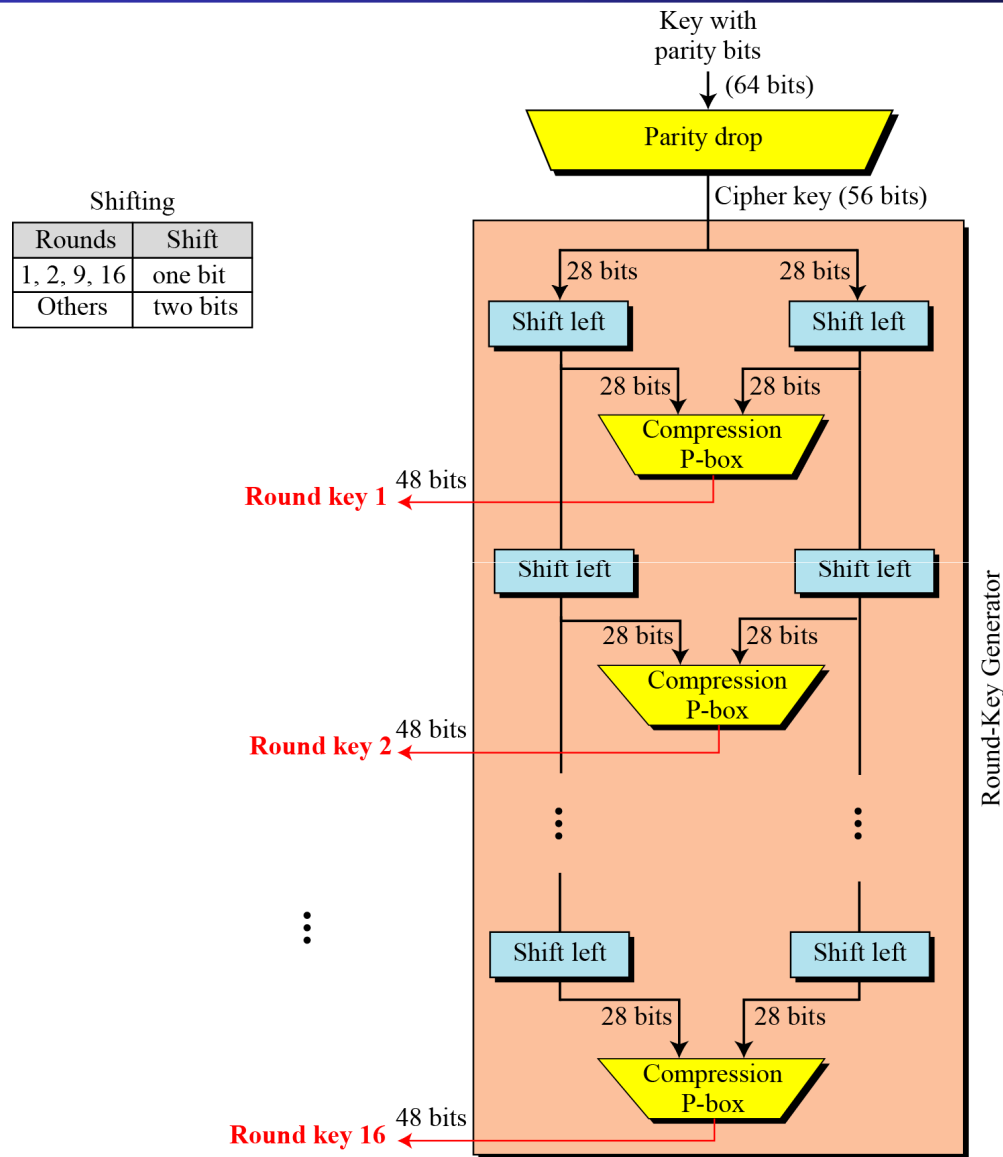 Key with
parity bits
(64 bits)
Parity drop
Cipher key (56 bits)
Shifting
Rounds Shift
1, 2, 9, 16 one bit
Others two bits
28 bits 28 bits
Shift left Shift left
28 bits 28 bits
Compression
P-box
48 bits
Round key 1
Shift left Shift left
28 bits 28 bits
Compression
P-box
48 bits
Round key 2
Round-Key Generator
Shift left Shift left
28 bits 28 bits
Compression
P-box
48 bits
Round key 16